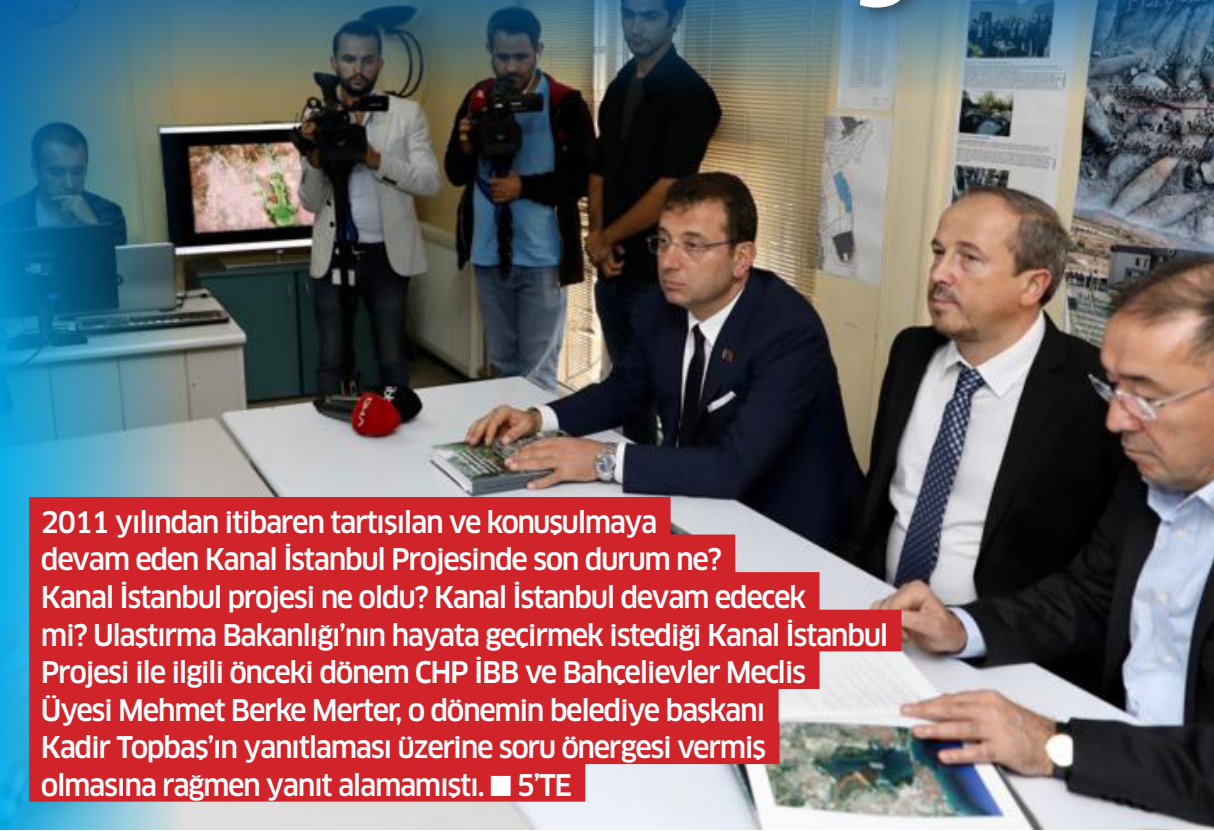 2011 yılından itibaren tartışılan ve konuşulmaya
devam eden Kanal İstanbul Projesinde son durum ne?
Kanal İstanbul projesi ne oldu? Kanal İstanbul devam edecek
mi? Ulaştırma Bakanlığı’nın hayata geçirmek istediği Kanal İstanbul
Projesi ile ilgili önceki dönem CHP İBB ve Bahçelievler Meclis
Üyesi Mehmet Berke Merter, o dönemin belediye başkanı
Kadir Topbaş’ın yanıtlaması üzerine soru önergesi vermiş
olmasına rağmen yanıt alamamıştı. ■ 5’TE